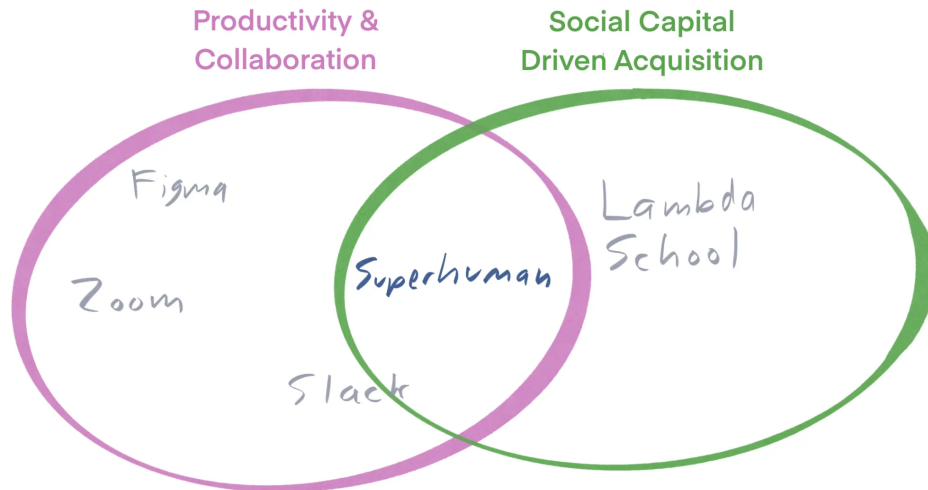 Productivity &
Collaboration
Social Capital
Driven Acquisition
Figma
Zoom
Slack
Superhuman
Lambda
School